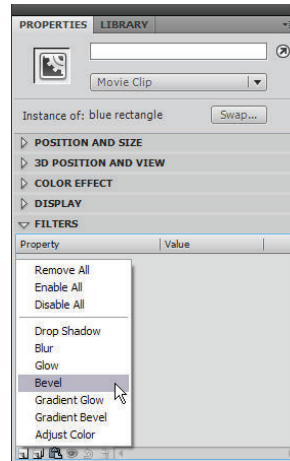 PROPERTIES LIBRARY
Movie Clip
Instance of: blue rectangle Swap...
POSITION AND SIZE
3D POSITION AND VIEW
COLOR EFFECT
DISPLAY
FILTERS
Property Value
Remove All
Enable All
Disable All
Drop Shadow
Blur
Glow
Bevel
Gradient Glow
Gradient Bevel
Adjust Color